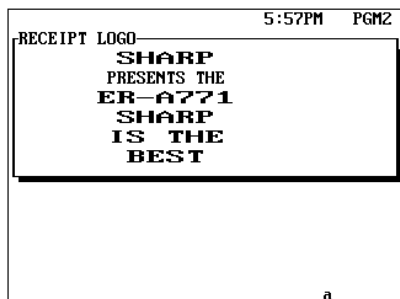 5:57PM PGM2
RECEIPT LOGO
SHARP
PRESENTS THE
ER-A771
SHARP
IS THE
BEST
a